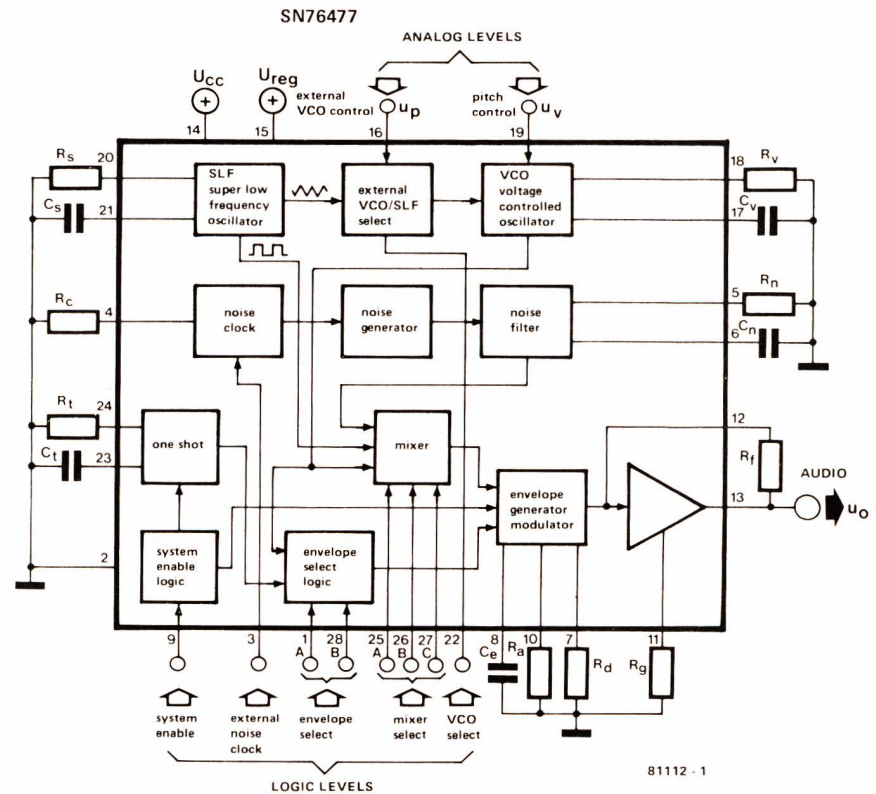 SN76477
ANALOG LEVELS
Ucc
Ureg
external
VCO control
up
pitch
control
uv
14
15
16
19
Rs
20
Cs
21
SLF
super low
frequency
oscillator
external
VCO/SLF
select
VCO
voltage
controlled
oscillator
18
Rv
17
Cv
Rc
4
noise
clock
noise
generator
noise
filter
5
Rn
6
Cn
Rt
24
Ct
23
one shot
mixer
12
Rf
13
AUDIO
uo
envelope
generator
modulator
2
system
enable
logic
envelope
select
logic
9
3
1
A
28
B
25
A
26
B
27
C
22
8
Ce
Ra
10
7
Rd
Rg
11
system
enable
external
noise
clock
envelope
select
mixer
select
VCO
select
LOGIC LEVELS
81112 - 1